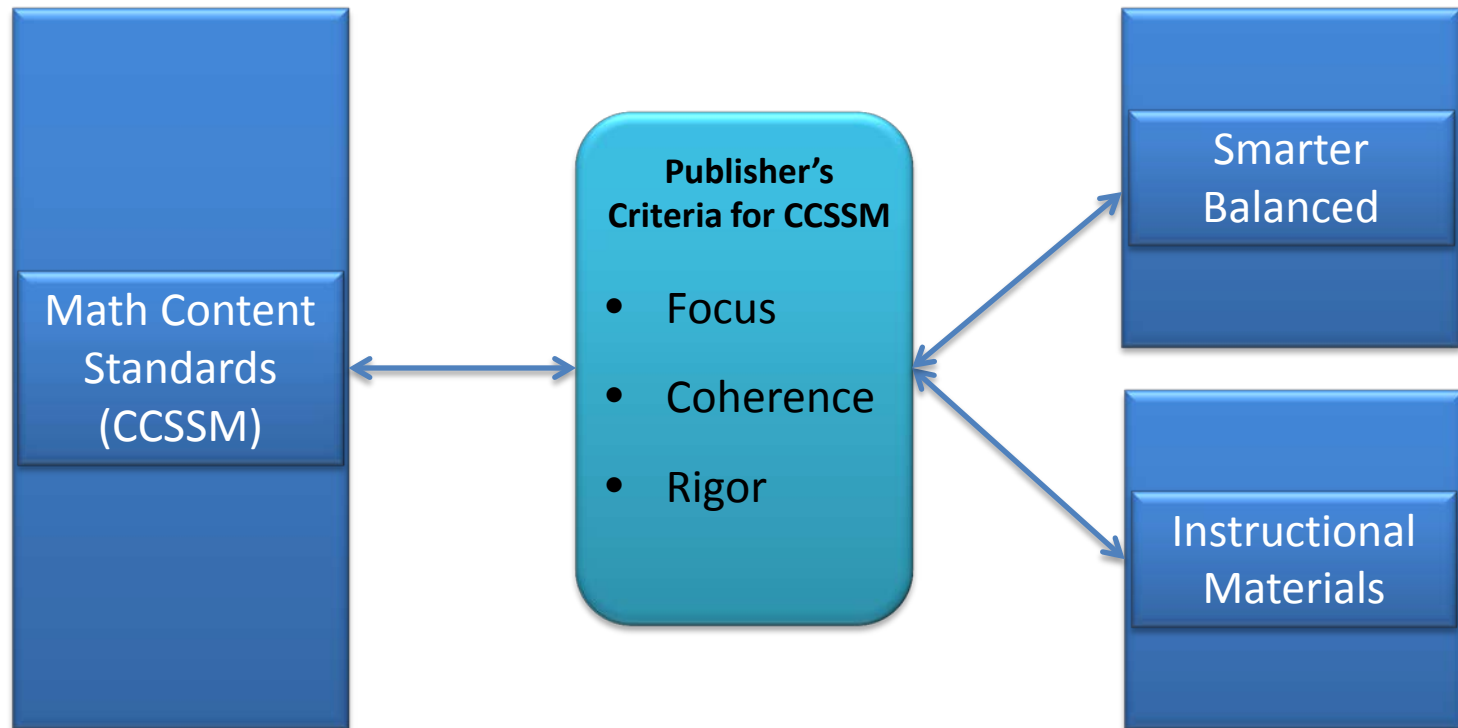 Math Content
Standards
(CCSSM)
Publisher’s
Criteria for CCSSM
• Focus
• Coherence
• Rigor
Smarter
Balanced
Instructional
Materials